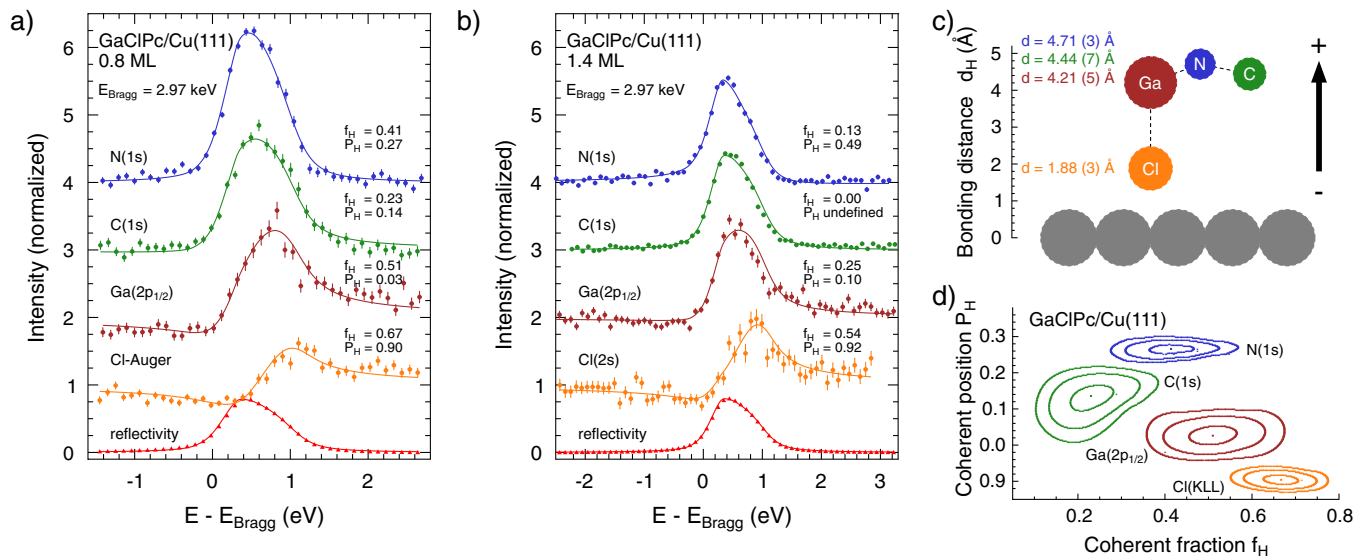 a)
GaClPc/Cu(111)
0.8 ML
E_Bragg = 2.97 keV
f_H = 0.41
P_H = 0.27
N(1s)
f_H = 0.23
P_H = 0.14
C(1s)
f_H = 0.51
P_H = 0.03
Ga(2p1/2)
f_H = 0.67
P_H = 0.90
Cl-Auger
reflectivity
Intensity (normalized)
6
5
4
3
2
1
0
-1
0
1
2
E - E_Bragg (eV)
b)
GaClPc/Cu(111)
1.4 ML
E_Bragg = 2.97 keV
f_H = 0.13
P_H = 0.49
N(1s)
f_H = 0.00
P_H undefined
C(1s)
f_H = 0.25
P_H = 0.10
Ga(2p1/2)
f_H = 0.54
P_H = 0.92
Cl(2s)
reflectivity
Intensity (normalized)
6
5
4
3
2
1
0
-2
-1
0
1
2
3
E - E_Bragg (eV)
c)
Bonding distance d_H (Å)
d = 4.71 (3) Å
d = 4.44 (7) Å
d = 4.21 (5) Å
d = 1.88 (3) Å
5
4
3
2
1
0
Ga
N
C
Cl
+
-
d)
GaClPc/Cu(111)
N(1s)
C(1s)
Ga(2p1/2)
Cl(KLL)
Coherent position P_H
0.3
0.2
0.1
0.0
0.9
0.2
0.4
0.6
0.8
Coherent fraction f_H